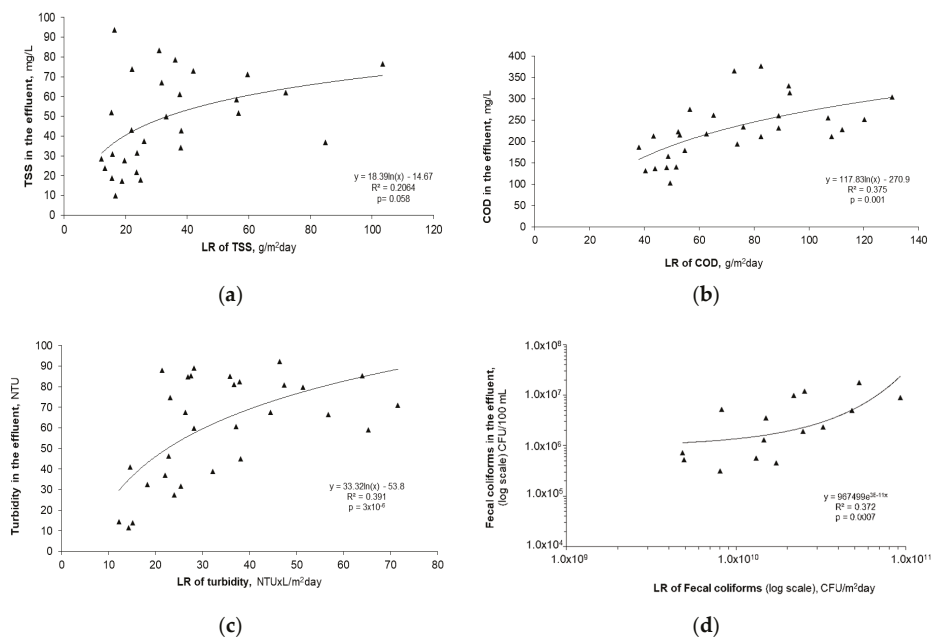 TSS in the effluent, mg/L
100
90
80
70
60
50
40
30
20
10
0
0
20
40
60
80
100
120
y = 18.39ln(x) - 14.67
R² = 0.2064
p= 0.058
LR of TSS, g/m²day
(a)
COD in the effluent, mg/L
400
350
300
250
200
150
100
50
0
0
20
40
60
80
100
120
140
y = 117.83ln(x) - 270.9
R² = 0.375
p = 0.001
LR of COD, g/m²day
(b)
Turbidity in the effluent, NTU
100
90
80
70
60
50
40
30
20
10
0
0
10
20
30
40
50
60
70
80
y = 33.32ln(x) - 53.8
R² = 0.391
p = 3x10⁻⁶
LR of turbidity, NTUxL/m²day
(c)
Fecal coliforms in the effluent,
(log scale) CFU/100 mL
1.0x10⁸
1.0x10⁷
1.0x10⁶
1.0x10⁵
1.0x10⁴
1.0x10⁹
1.0x10¹⁰
1.0x10¹¹
y = 967499e³ᴱ⁻¹¹ˣ
R² = 0.372
p = 0.0007
LR of Fecal coliforms (log scale), CFU/m²day
(d)